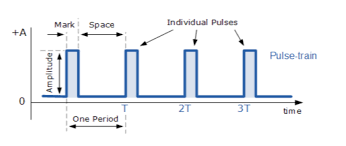 Mark Space Individual Pulses
+A
Amplitude
Pulse-train
0
T 2T 3T time
One Period